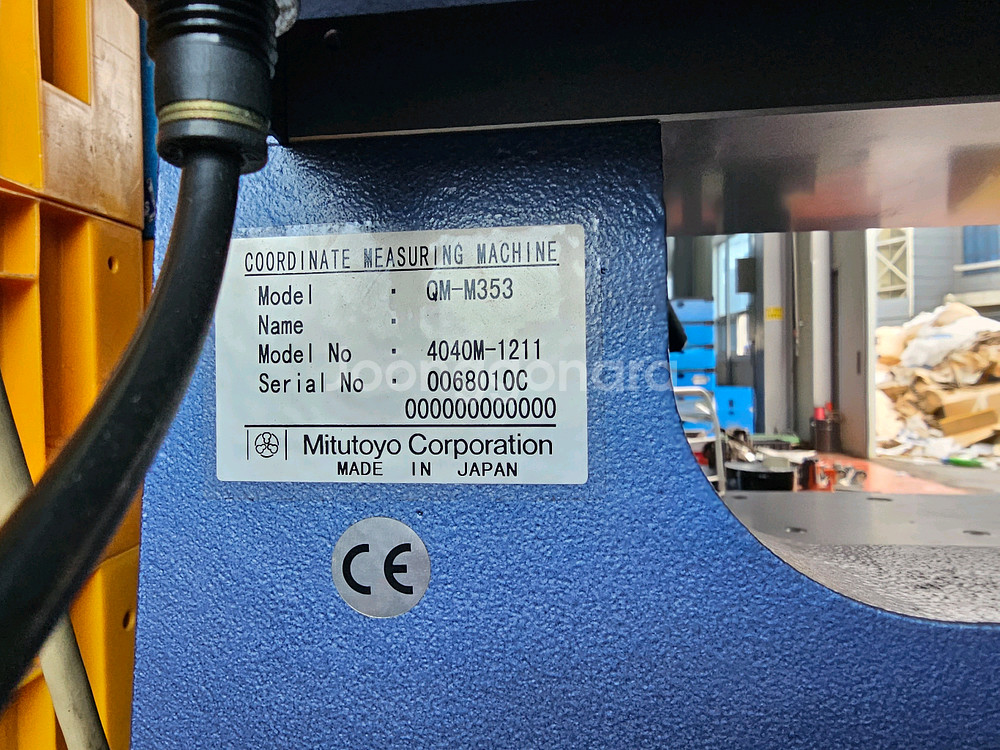 COORDINATE MEASURING MACHINE
Model : QM-M353
Name :
Model No : 4040M-1211
Serial No : 0068010C
000000000000
Mitutoyo Corporation
MADE IN JAPAN
CE